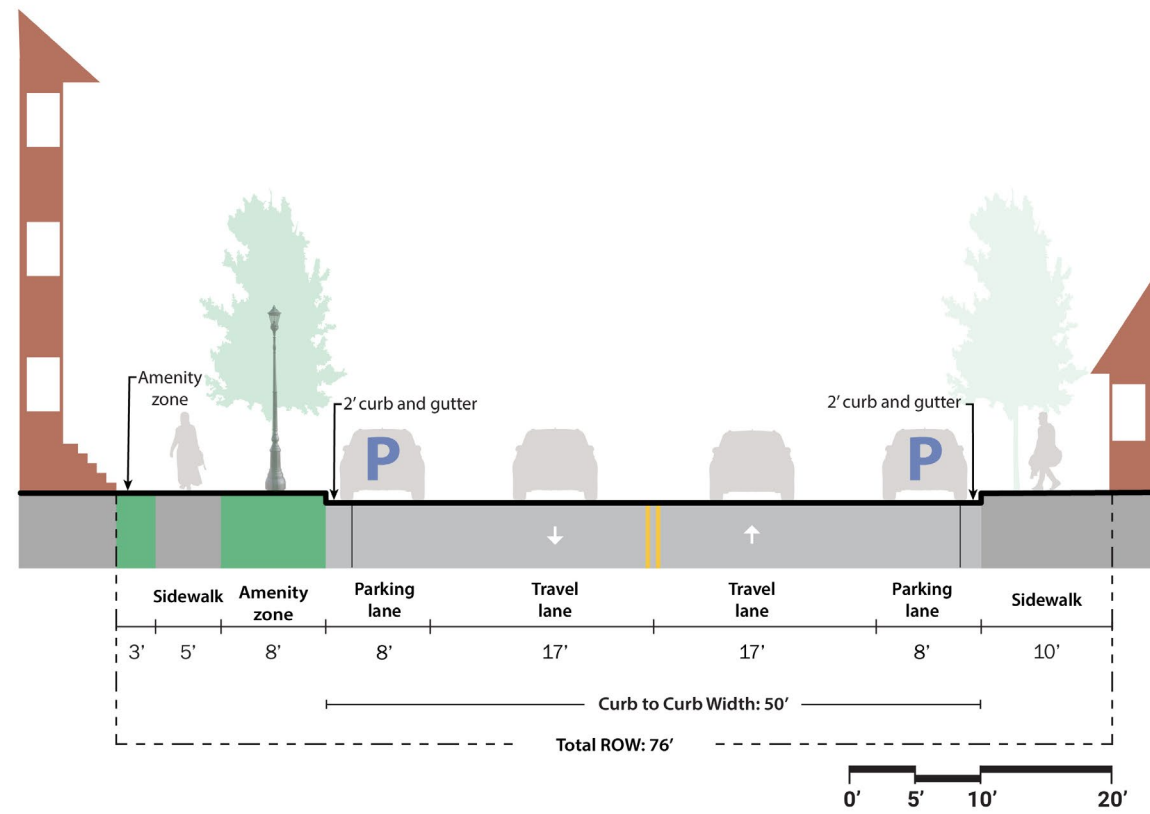 Amenity
zone
2' curb and gutter
2' curb and gutter
P
P
Sidewalk
Amenity
zone
Parking
lane
Travel
lane
Travel
lane
Parking
lane
Sidewalk
3' 5' 8' 8' 17' 17' 8' 10'
Curb to Curb Width: 50'
Total ROW: 76'
0' 5' 10' 20'